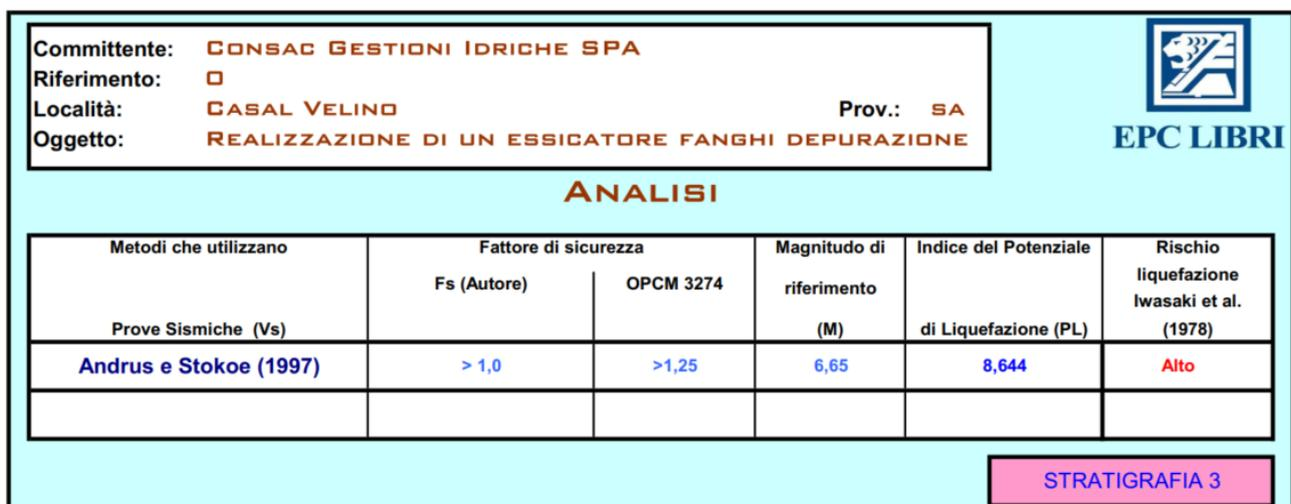 Committente: CONSAC GESTIONI IDRICHE SPA
Riferimento: 0
Località: CASAL VELINO Prov.: SA
Oggetto: REALIZZAZIONE DI UN ESSICATORE FANGHI DEPURAZIONE
EPC LIBRI
ANALISI
Metodi che utilizzano Prove Sismiche (Vs) Fattore di sicurezza Magnitudo di riferimento (M) Indice del Potenziale di Liquefazione (PL) Rischio liquefazione Iwasaki et al. (1978)
Fs (Autore) OPCM 3274
Andrus e Stokoe (1997) > 1,0 >1,25 6,65 8,644 Alto
STRATIGRAFIA 3